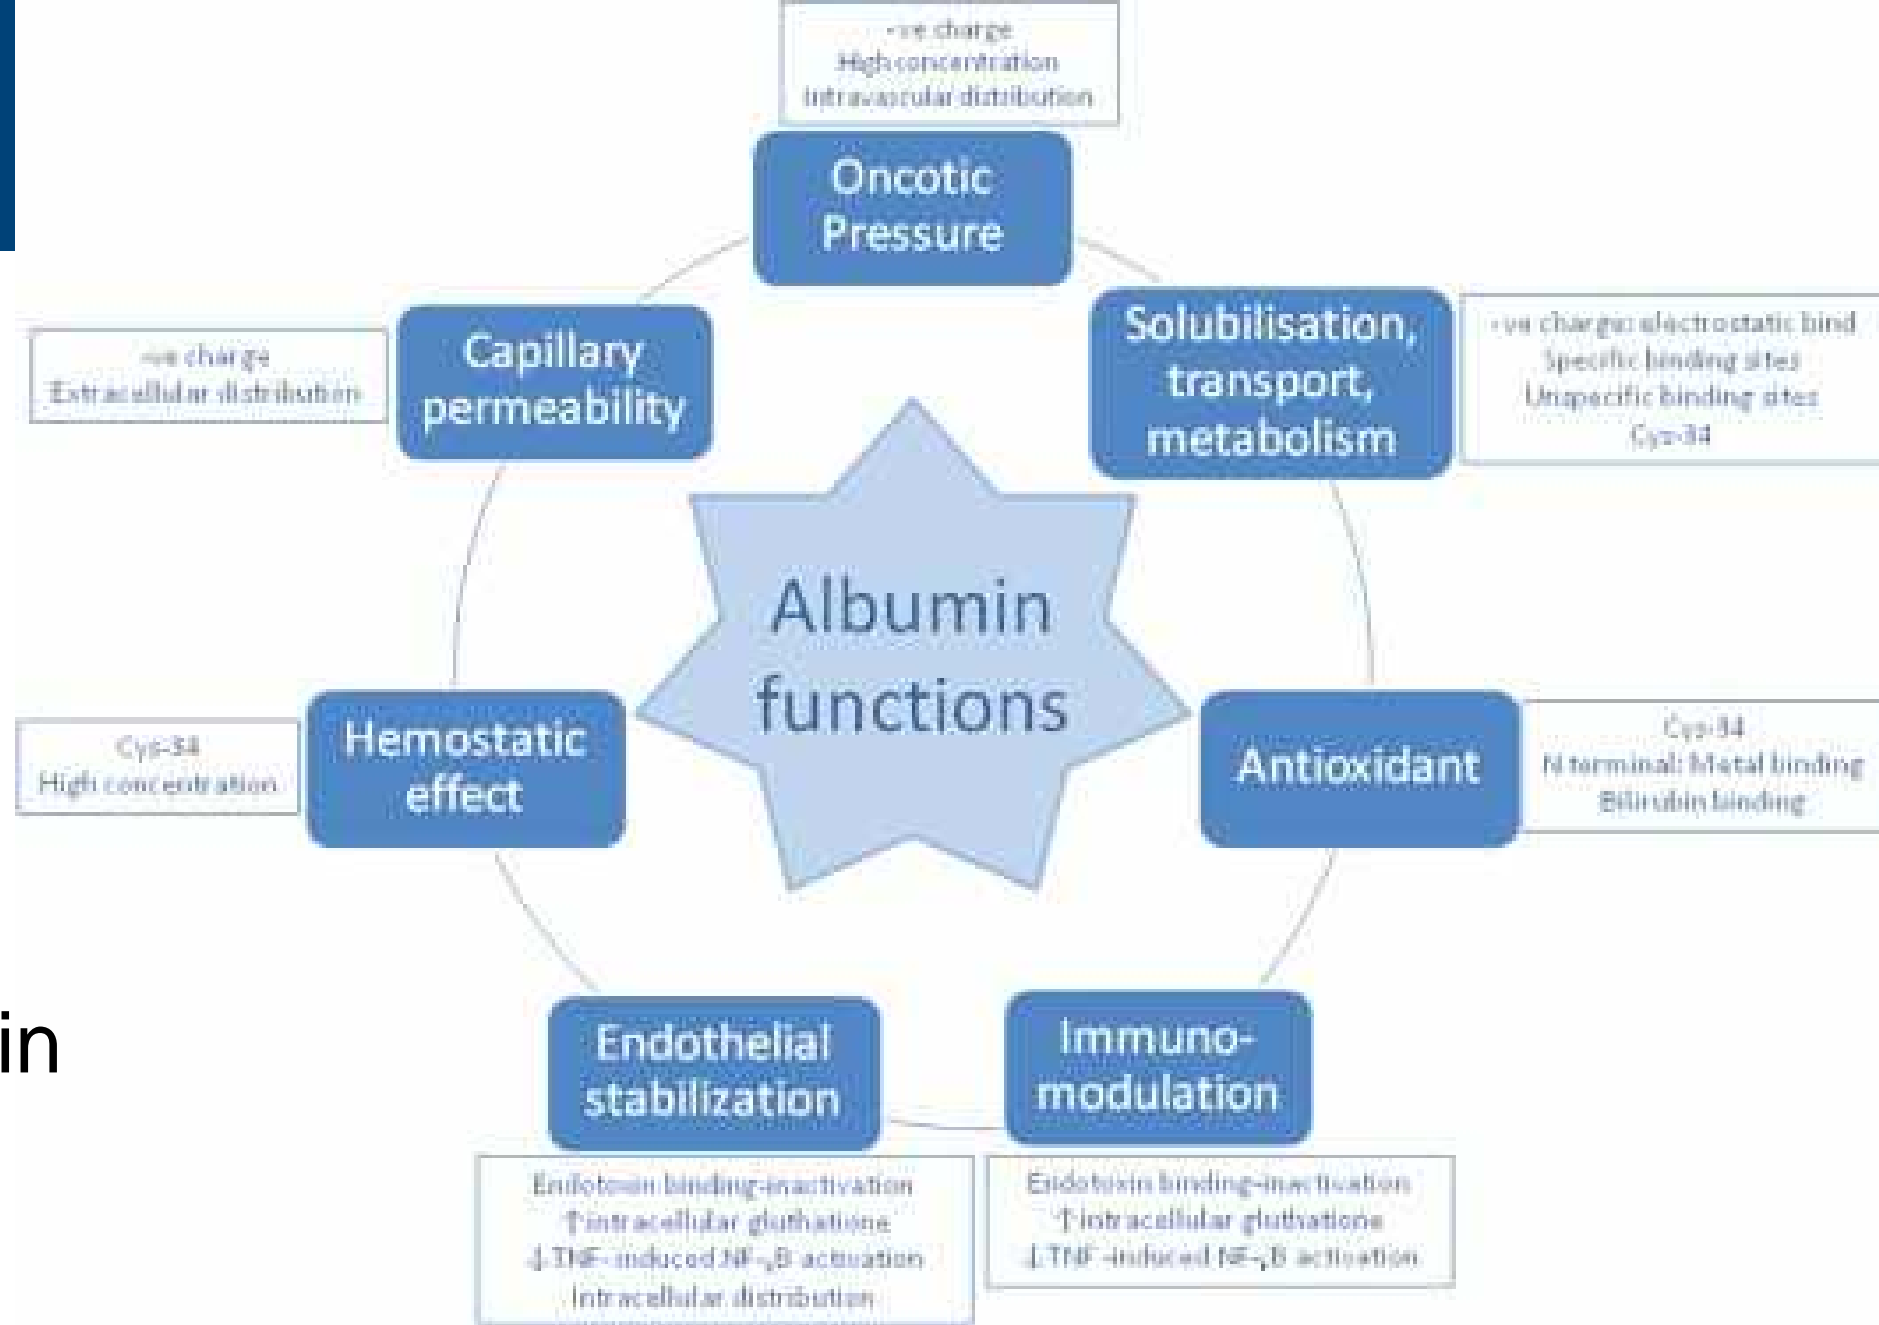 -ve charge
High concentration
Intravascular distribution
Oncotic
Pressure
Solubilisation,
transport,
metabolism
-ve charge: electrostatic bind
Specific binding sites
Unspecific binding sites
Cys-34
Capillary
permeability
-ve charge
Extracellular distribution
Albumin
functions
Hemostatic
effect
Cys-34
High concentration
Antioxidant
Cys-34
N terminal: Metal binding
Bilirubin binding
in
Endothelial
stabilization
Endotoxin binding-inactivation
↑intracellular gluthatione
↓TNF-induced NF-κB activation
Intracellular distribution
Immuno-
modulation
Endotoxin binding-inactivation
↑intracellular gluthatione
↓TNF-induced NF-κB activation